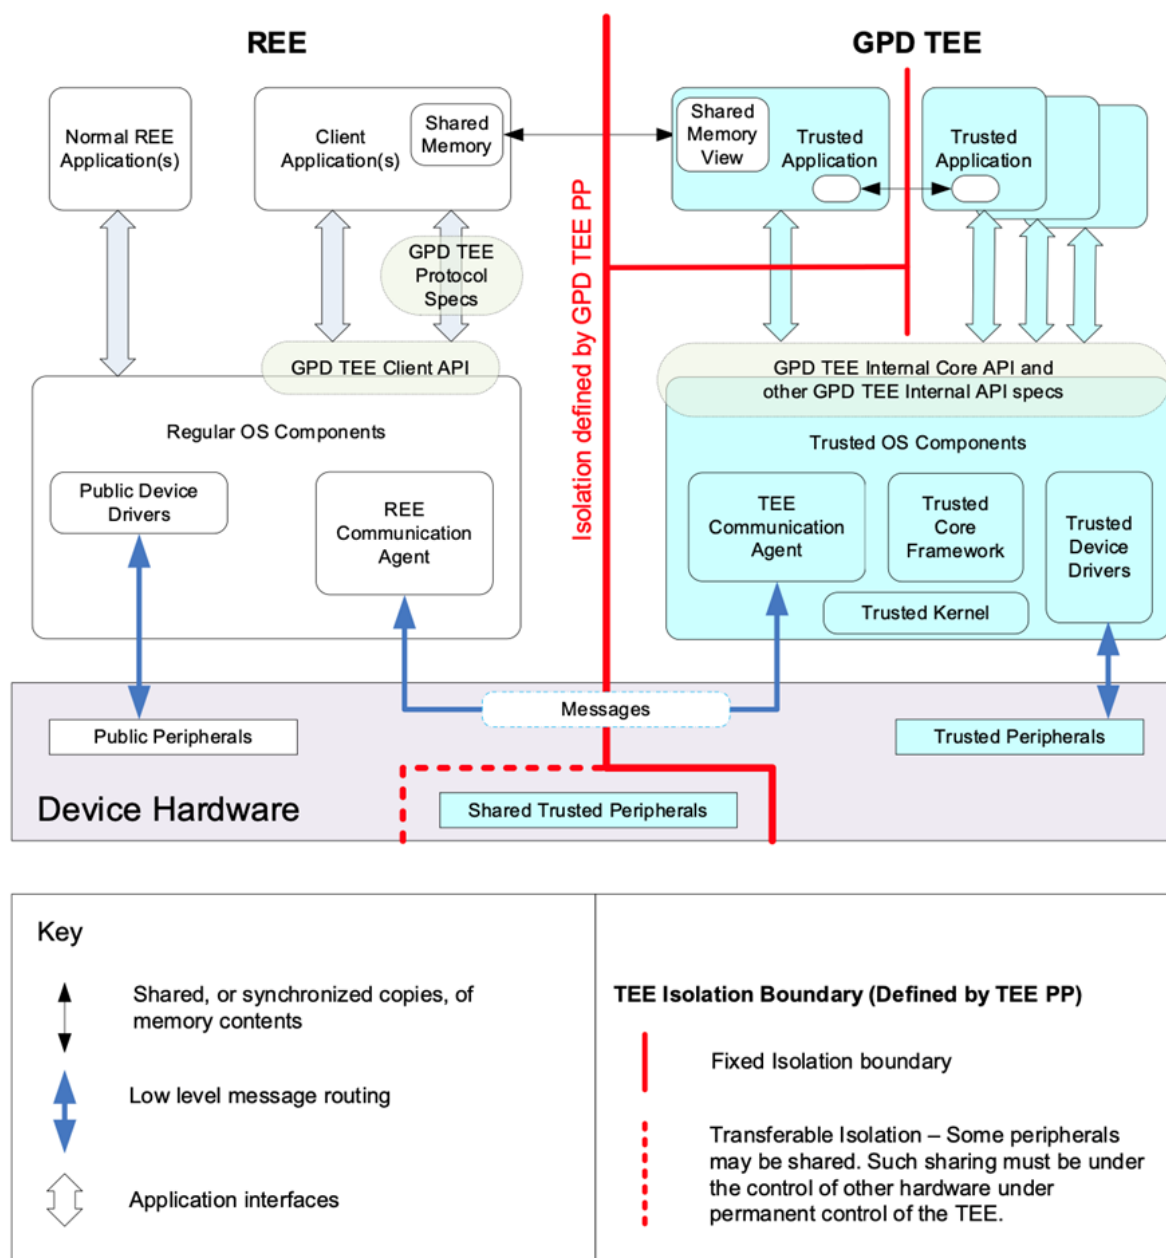 REE
GPD TEE
Normal REE
Application(s)
Client
Application(s)
Shared
Memory
Shared
Memory
View
Trusted
Application
Trusted
Application
GPD TEE
Protocol
Specs
Isolation defined by GPD TEE PP
GPD TEE Client API
GPD TEE Internal Core API and
other GPD TEE Internal API specs
Regular OS Components
Trusted OS Components
Public Device
Drivers
REE
Communication
Agent
TEE
Communication
Agent
Trusted
Core
Framework
Trusted
Device
Drivers
Trusted Kernel
Messages
Public Peripherals
Trusted Peripherals
Device Hardware
Shared Trusted Peripherals
Key
Shared, or synchronized copies, of
memory contents
Low level message routing
Application interfaces
TEE Isolation Boundary (Defined by TEE PP)
Fixed Isolation boundary
Transferable Isolation – Some peripherals
may be shared. Such sharing must be under
the control of other hardware under
permanent control of the TEE.